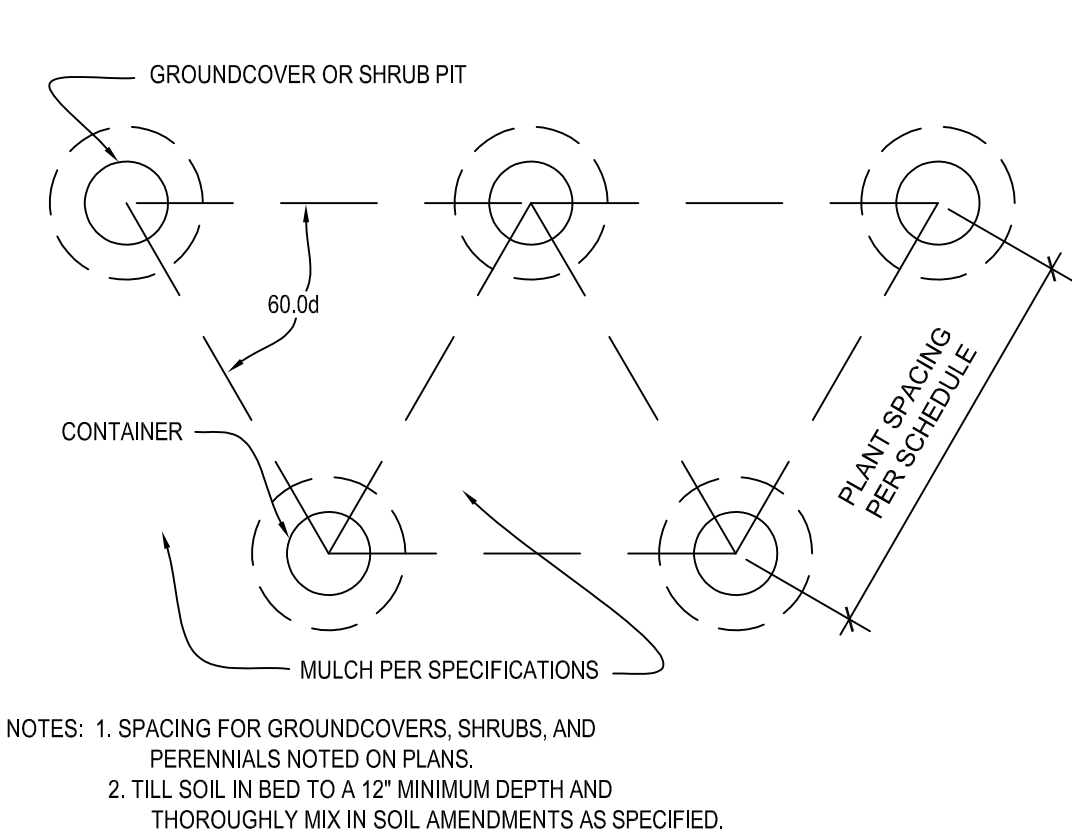 GROUNDCOVER OR SHRUB PIT
60.0d
PLANT SPACING
PER SCHEDULE
CONTAINER
MULCH PER SPECIFICATIONS
NOTES: 1. SPACING FOR GROUNDCOVERS, SHRUBS, AND
PERENNIALS NOTED ON PLANS.
2. TILL SOIL IN BED TO A 12" MINIMUM DEPTH AND
THOROUGHLY MIX IN SOIL AMENDMENTS AS SPECIFIED.